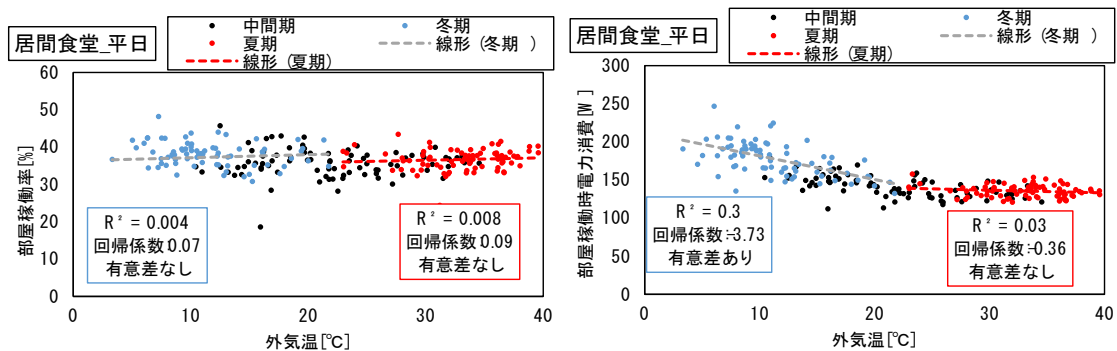 居間食堂_平日
中間期
冬期
夏期
線形 (冬期 )
線形 (夏期)
部屋稼働率[%]
60
50
40
30
20
10
0
R² = 0.004
回帰係数:0.07
有意差なし
R² = 0.008
回帰係数:0.09
有意差なし
0
10
20
30
40
外気温[℃]
居間食堂_平日
中間期
冬期
夏期
線形 (冬期 )
線形 (夏期)
部屋稼働時電力消費[W]
300
250
200
150
100
50
0
R² = 0.3
回帰係数:-3.73
有意差あり
R² = 0.03
回帰係数:-0.36
有意差なし
0
10
20
30
40
外気温[℃]